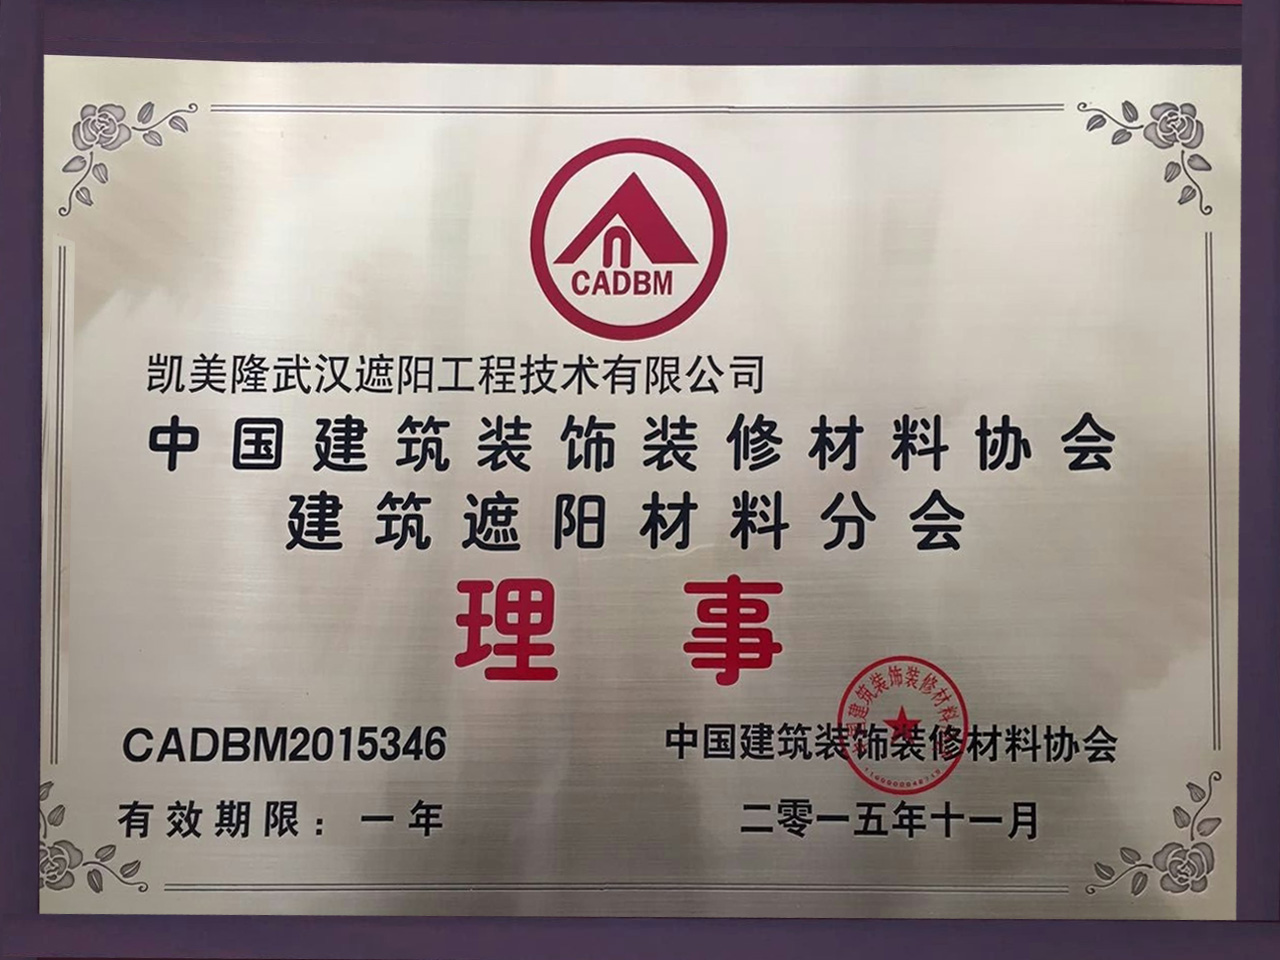 CADBM
凯美隆武汉遮阳工程技术有限公司
中国建筑装饰装修材料协会
建筑遮阳材料分会
理事
CADBM2015346
中国建筑装饰装修材料协会
有效期限：一年
二零一五年十一月